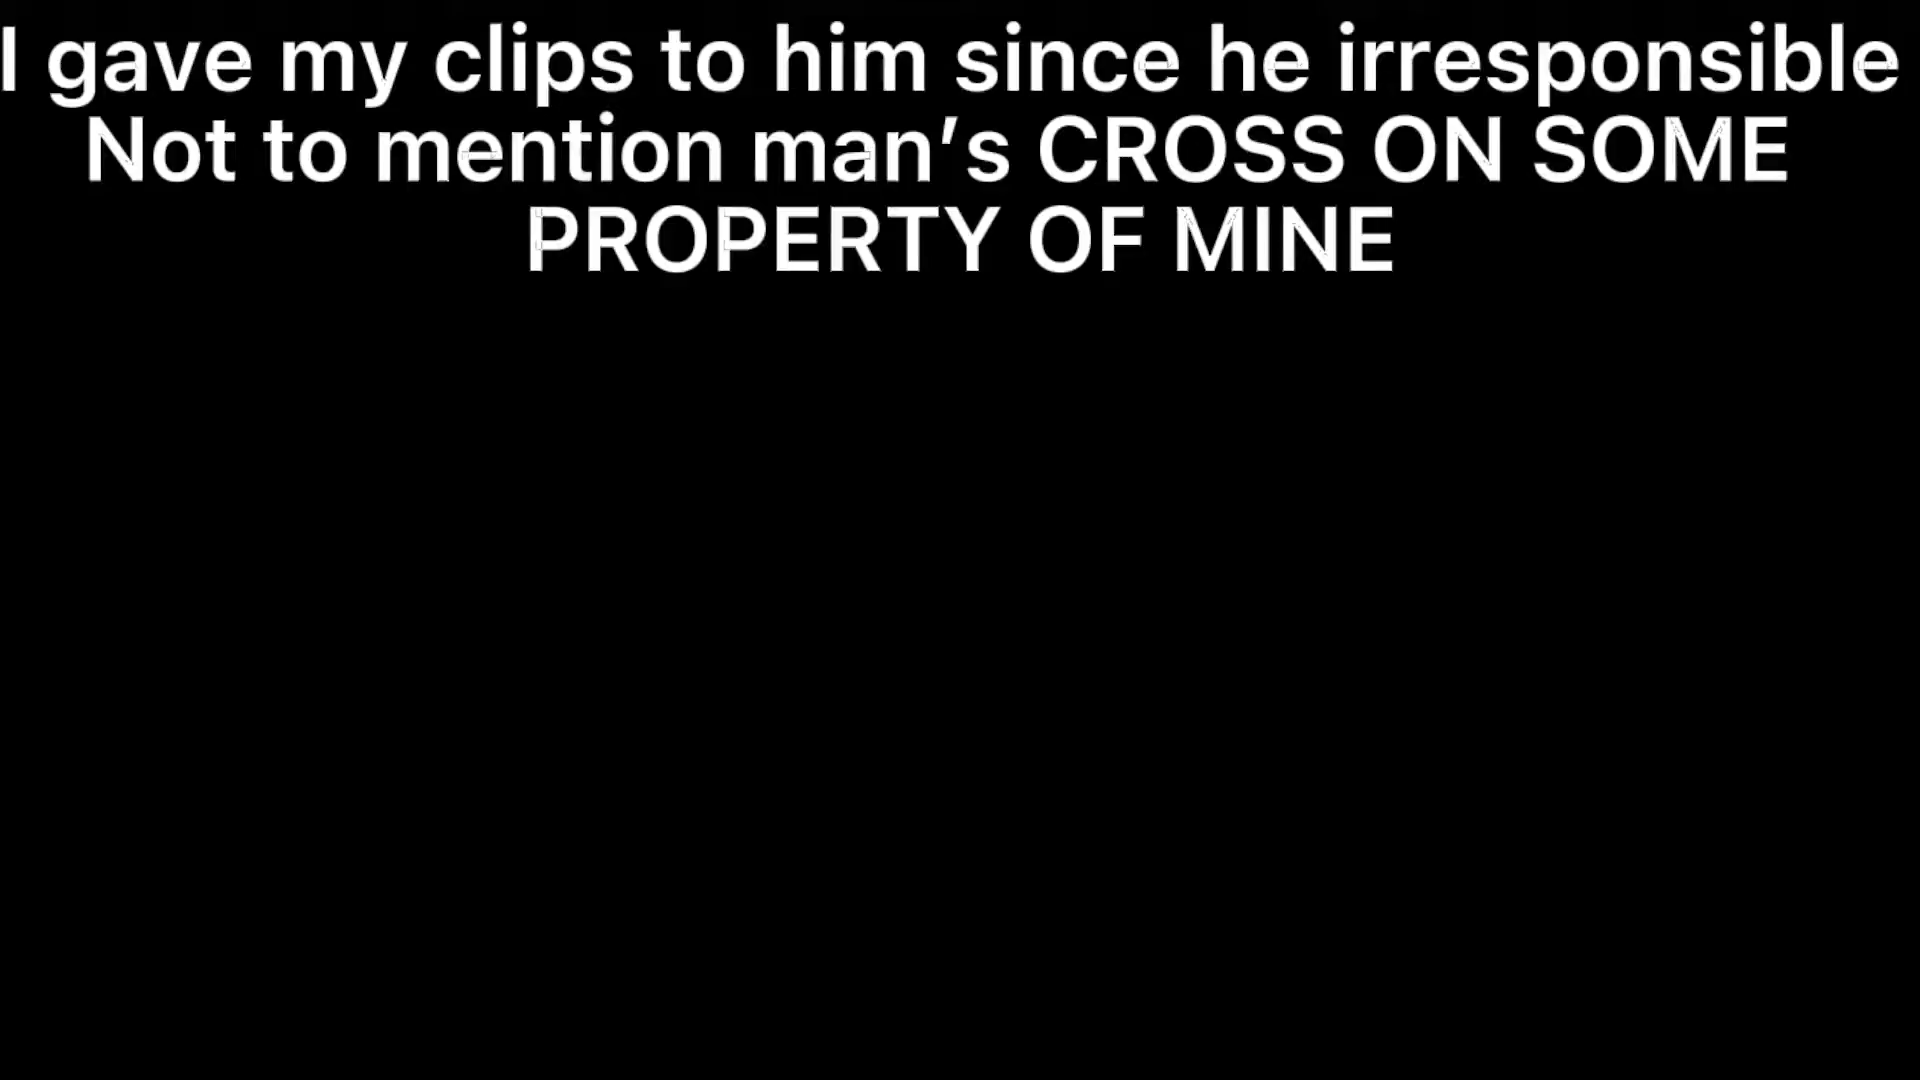 I gave my clips to him since he irresponsible
Not to mention man’s CROSS ON SOME
PROPERTY OF MINE